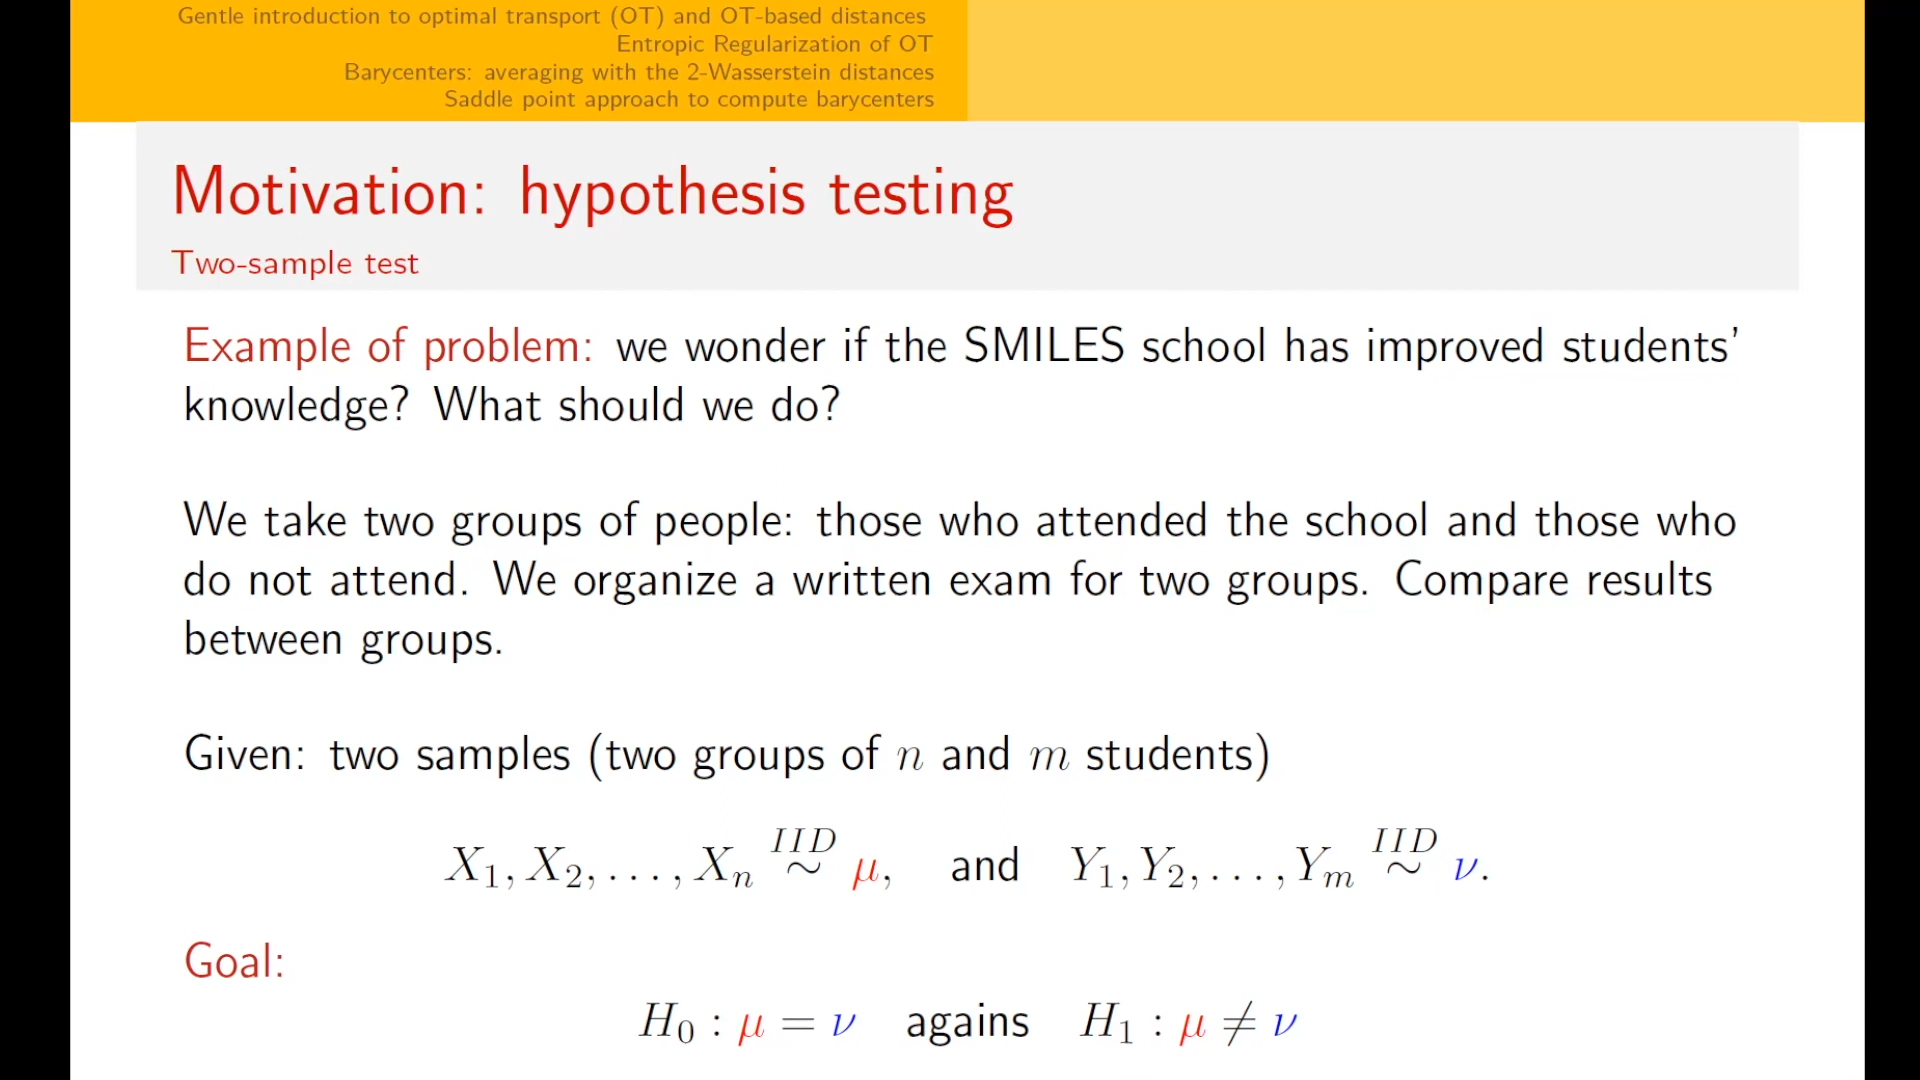 Gentle introduction to optimal transport (OT) and OT-based distances
Entropic Regularization of OT
Barycenters: averaging with the 2-Wasserstein distances
Saddle point approach to compute barycenters
Motivation: hypothesis testing
Two-sample test
Example of problem: we wonder if the SMILES school has improved students'
knowledge? What should we do?
We take two groups of people: those who attended the school and those who
do not attend. We organize a written exam for two groups. Compare results
between groups.
Given: two samples (two groups of n and m students)
X₁, X₂, . . . , Xₙ IID ∼ μ, and Y₁, Y₂, . . . , Yₘ IID ∼ ν.
Goal:
H₀ : μ = ν agains H₁ : μ ≠ ν